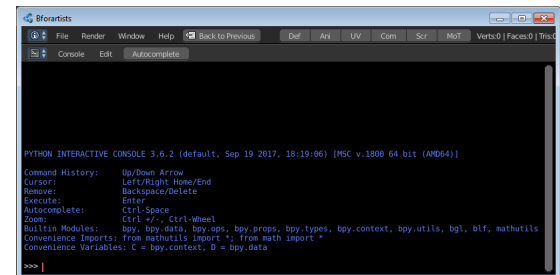 Bforartists
File Render Window Help Back to Previous Def Ani UV Com Scr MoT Verts:0 | Faces:0 | Tris:0
Console Edit Autocomplete
PYTHON INTERACTIVE CONSOLE 3.6.2 (default, Sep 19 2017, 18:19:06) [MSC v.1800 64 bit (AMD64)]
Command History: Up/Down Arrow
Cursor: Left/Right Home/End
Remove: Backspace/Delete
Execute: Enter
Autocomplete: Ctrl-Space
Zoom: Ctrl +/-, Ctrl-Wheel
Builtin Modules: bpy, bpy.data, bpy.ops, bpy.props, bpy.types, bpy.context, bpy.utils, bgl, blf, mathutils
Convenience Imports: from mathutils import *; from math import *
Convenience Variables: C = bpy.context, D = bpy.data
>>>